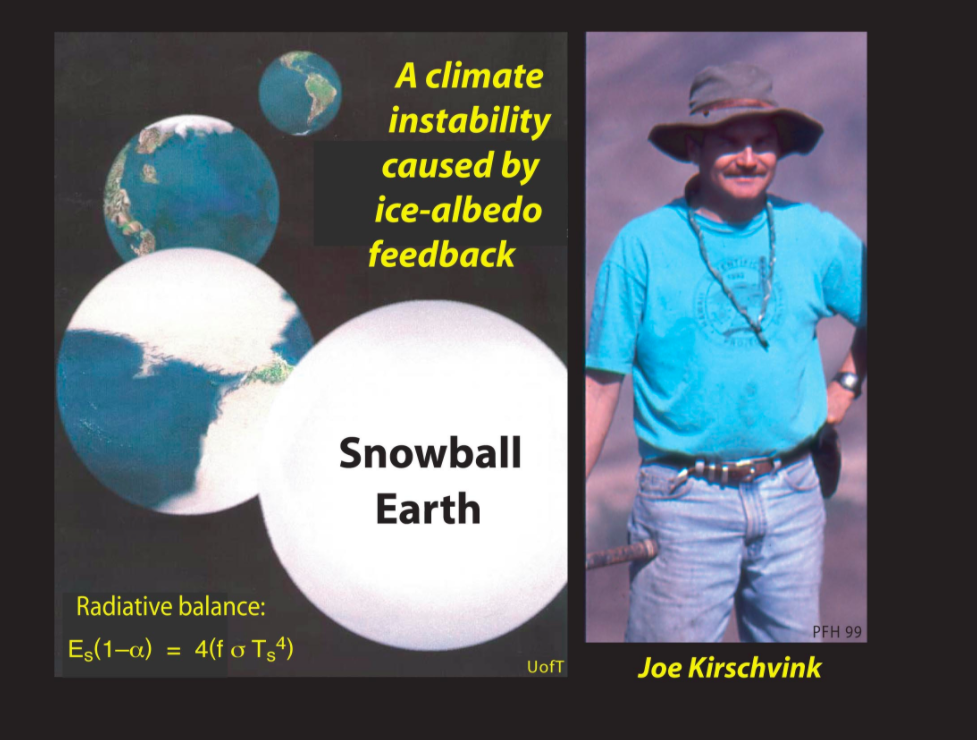 A climate
instability
caused by
ice-albedo
feedback
Snowball
Earth
Radiative balance:
Eₛ(1–α) = 4(f σ Tₛ⁴)
UofT
PFH 99
Joe Kirschvink